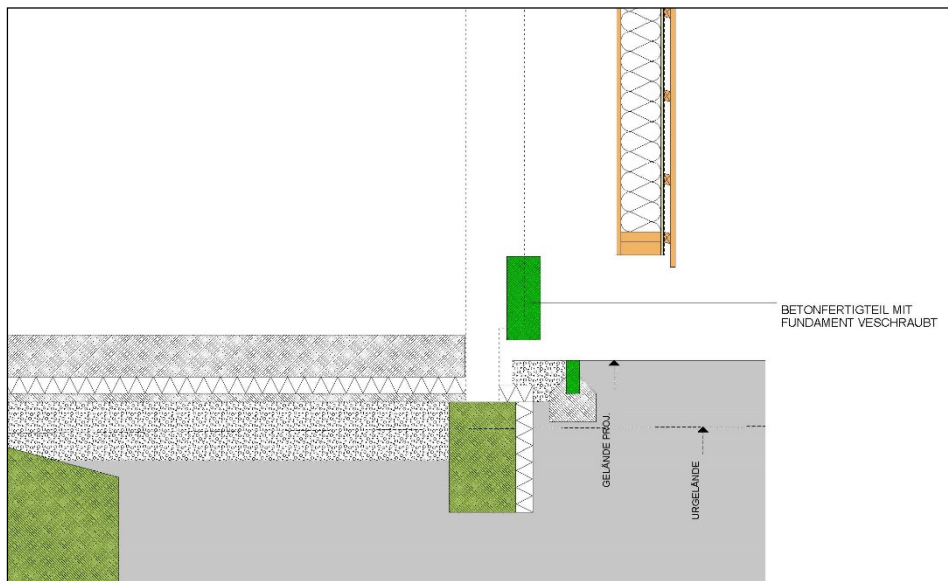 BETONFERTIGTEIL MIT
FUNDAMENT VESCHRAUBT
GELÄNDE PROJ.
URGELÄNDE